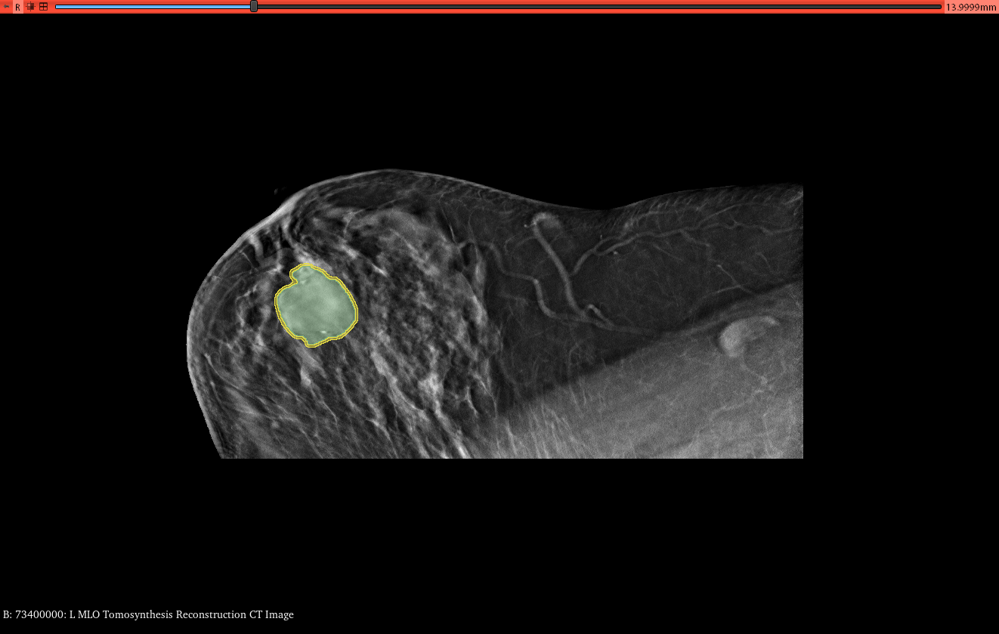 R
13.9999mm
B: 73400000: L MLO Tomosynthesis Reconstruction CT Image